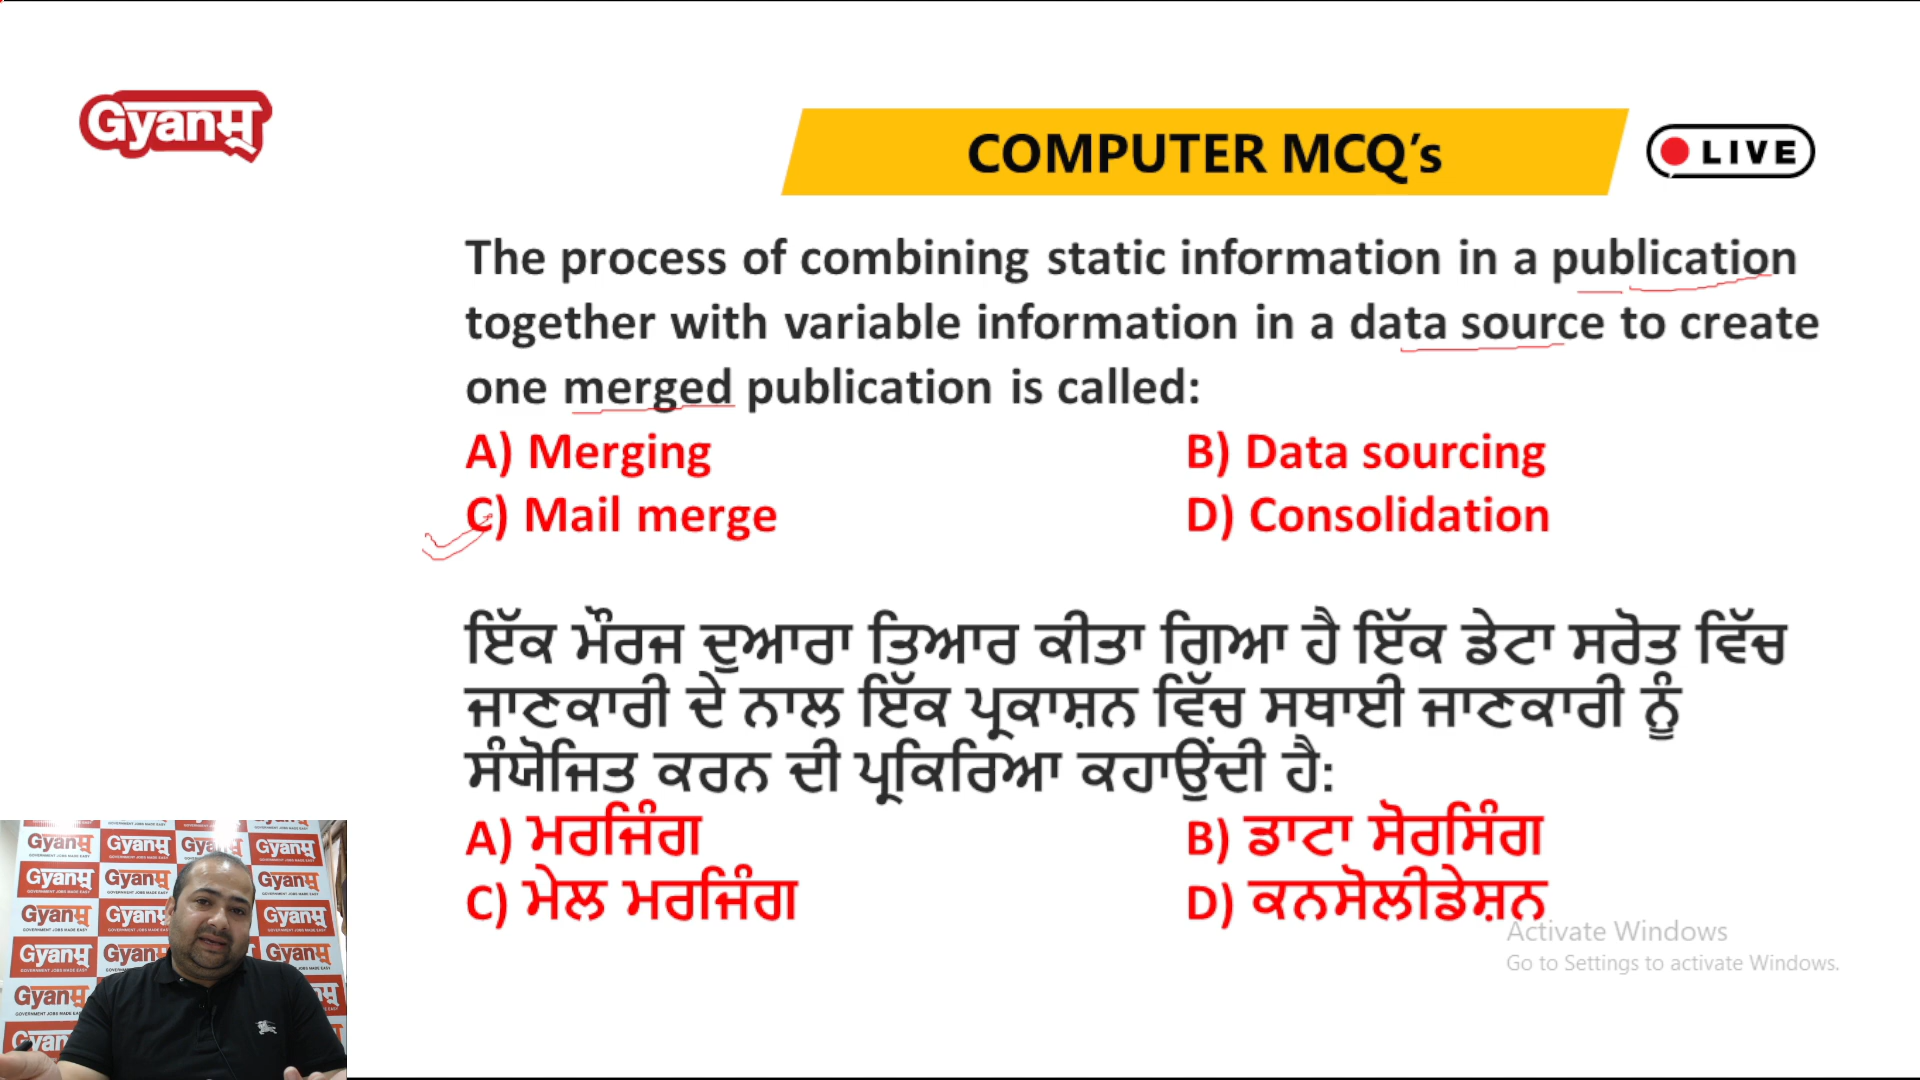 Gyanਸ
COMPUTER MCQ’s
LIVE
The process of combining static information in a publication
together with variable information in a data source to create
one merged publication is called:
A) Merging B) Data sourcing
C) Mail merge D) Consolidation
ਇੱਕ ਮੌਰਜ ਦੁਆਰਾ ਤਿਆਰ ਕੀਤਾ ਗਿਆ ਹੈ ਇੱਕ ਡੇਟਾ ਸਰੋਤ ਵਿੱਚ
ਜਾਣਕਾਰੀ ਦੇ ਨਾਲ ਇੱਕ ਪ੍ਰਕਾਸ਼ਨ ਵਿੱਚ ਸਥਾਈ ਜਾਣਕਾਰੀ ਨੂੰ
ਸੰਯੋਜਿਤ ਕਰਨ ਦੀ ਪ੍ਰਕਿਰਿਆ ਕਹਾਉਂਦੀ ਹੈ:
A) ਮਰਜਿੰਗ B) ਡਾਟਾ ਸੋਰਸਿੰਗ
C) ਮੇਲ ਮਰਜਿੰਗ D) ਕਨਸੋਲੀਡੇਸ਼ਨ
Activate Windows
Go to Settings to activate Windows.